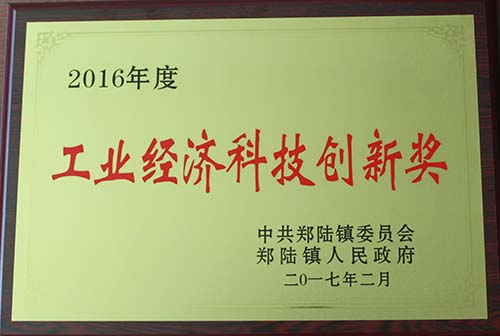 2016年度
工业经济科技创新奖
中共郑陆镇委员会
郑陆镇人民政府
二〇一七年二月